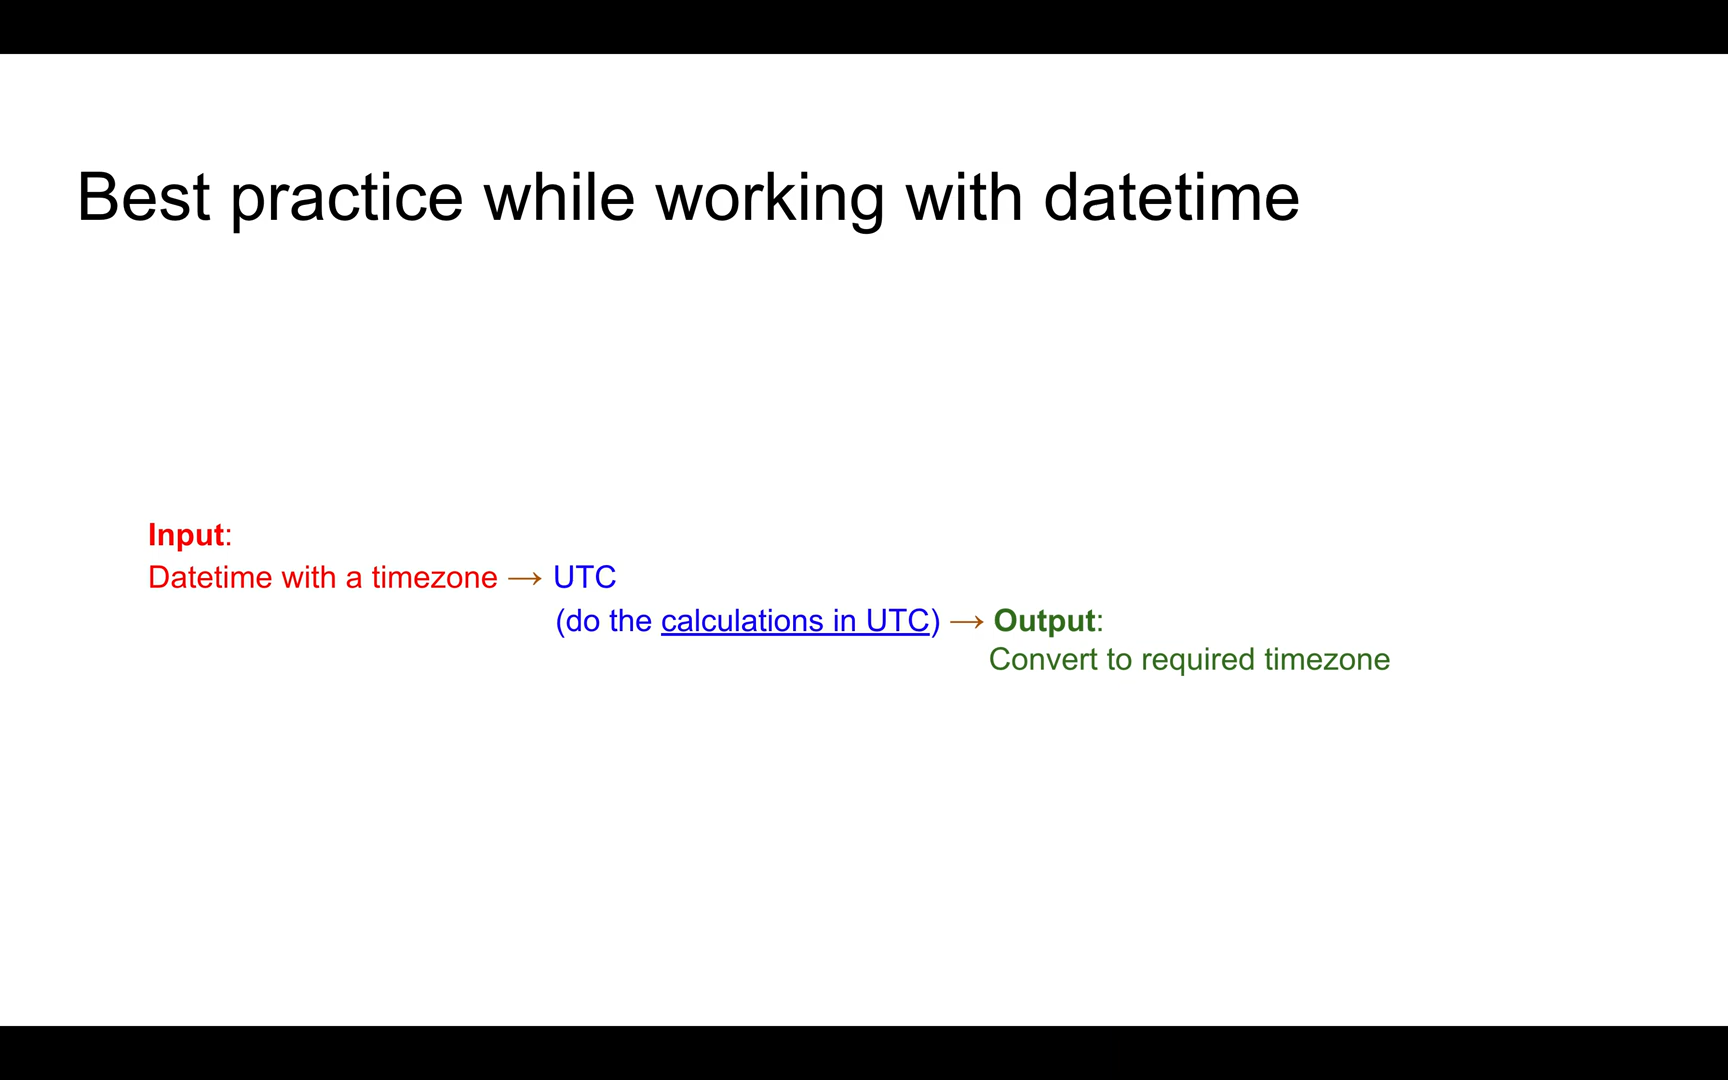 Best practice while working with datetime
Input:
Datetime with a timezone → UTC
(do the calculations in UTC) → Output:
Convert to required timezone